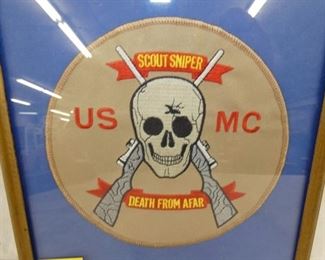 SCOUT SNIPER
US MC
DEATH FROM AFAR